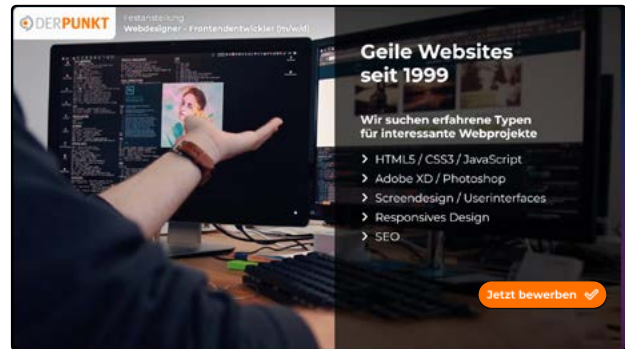 DERPUNKT
Festanstellung
Webdesigner - Frontendentwickler (m/w/d)
Geile Websites
seit 1999
Wir suchen erfahrene Typen
für interessante Webprojekte
HTML5 / CSS3 / JavaScript
Adobe XD / Photoshop
Screendesign / Userinterfaces
Responsives Design
SEO
Jetzt bewerben